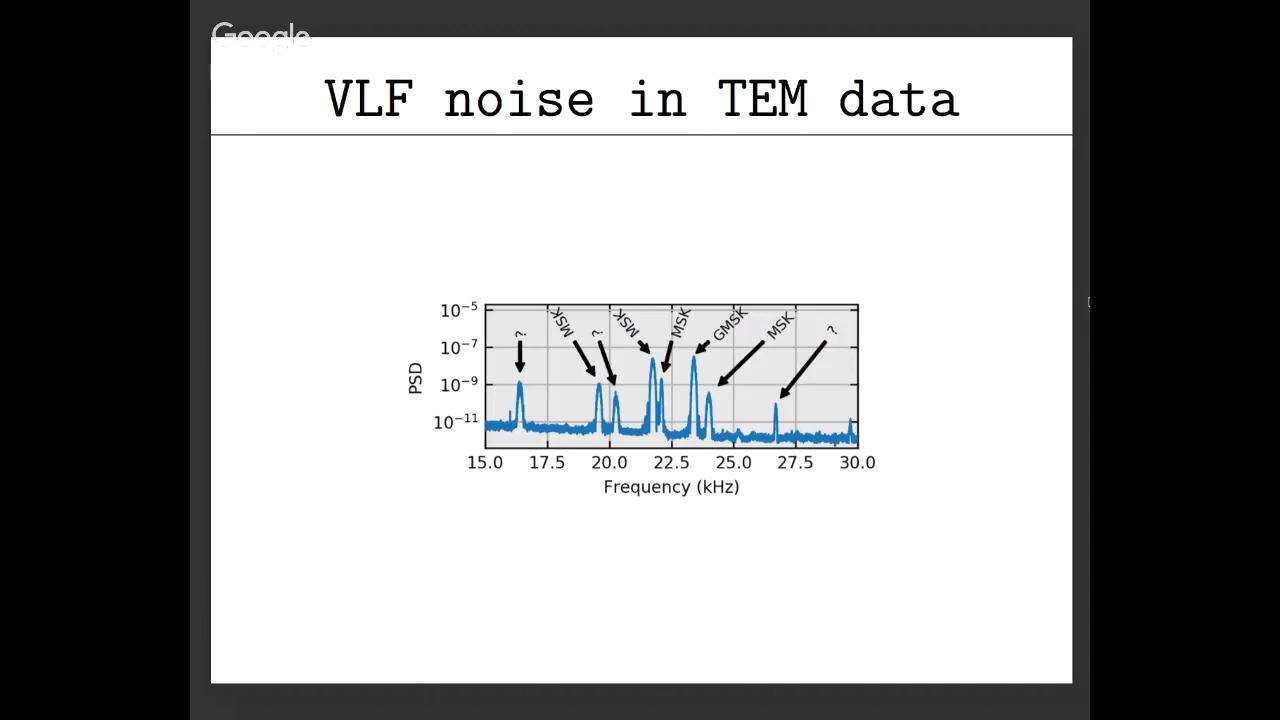 Google
VLF noise in TEM data
10⁻⁵
10⁻⁷
10⁻⁹
10⁻¹¹
PSD
?
MSK
?
MSK
MSK
GMSK
MSK
?
15.0 17.5 20.0 22.5 25.0 27.5 30.0
Frequency (kHz)